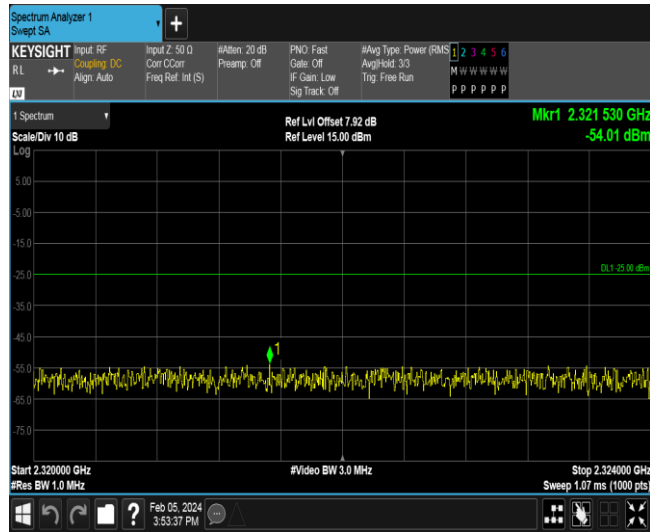 Spectrum Analyzer 1
Swept SA
+
KEYSIGHT
RL
LXI
Input: RF
Coupling: DC
Align: Auto
Input Z: 50 Ω
Corr CCorr
Freq Ref: Int (S)
#Atten: 20 dB
Preamp: Off
PNO: Fast
Gate: Off
IF Gain: Low
Sig Track: Off
#Avg Type: Power (RMS
Avg|Hold: 3/3
Trig: Free Run
1 2 3 4 5 6
M W W W W W
P P P P P P
1 Spectrum
Scale/Div 10 dB
Log
Ref Lvl Offset 7.92 dB
Ref Level 15.00 dBm
Mkr1 2.321 530 GHz
-54.01 dBm
5.00
-5.00
-15.0
-25.0
DL1 -25.00 dBm
-35.0
-45.0
1
-55.0
-65.0
-75.0
Start 2.320000 GHz
#Res BW 1.0 MHz
#Video BW 3.0 MHz
Stop 2.324000 GHz
Sweep 1.07 ms (1000 pts)
?
Feb 05, 2024
3:53:37 PM